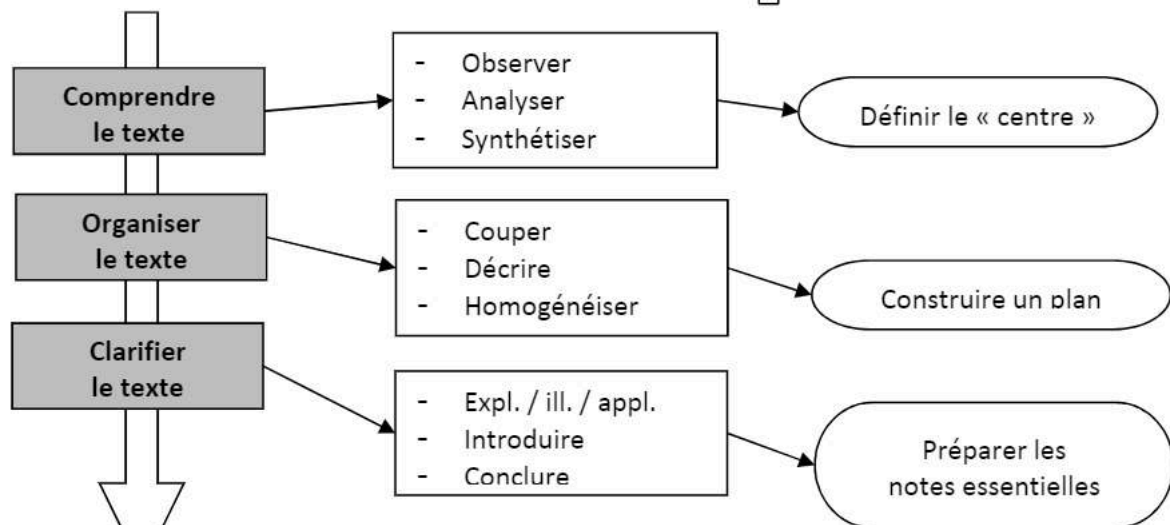 Comprendre
le texte
- Observer
- Analyser
- Synthétiser
Définir le « centre »
Organiser
le texte
- Couper
- Décrire
- Homogénéiser
Construire un plan
Clarifier
le texte
- Expl. / ill. / appl.
- Introduire
- Conclure
Préparer les
notes essentielles